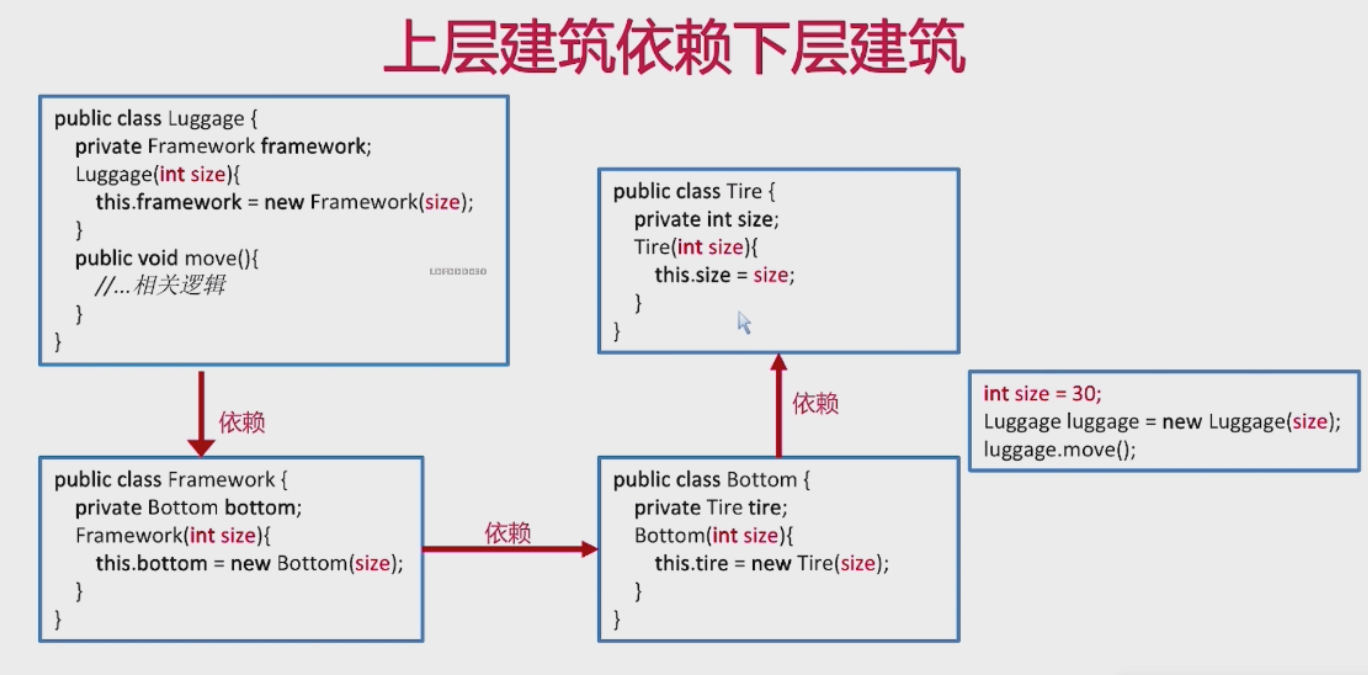 上层建筑依赖下层建筑
public class Luggage {
private Framework framework;
Luggage(int size){
this.framework = new Framework(size);
}
public void move(){
//...相关逻辑
}
}
依赖
public class Framework {
private Bottom bottom;
Framework(int size){
this.bottom = new Bottom(size);
}
}
依赖
public class Bottom {
private Tire tire;
Bottom(int size){
this.tire = new Tire(size);
}
}
依赖
public class Tire {
private int size;
Tire(int size){
this.size = size;
}
}
int size = 30;
Luggage luggage = new Luggage(size);
luggage.move();